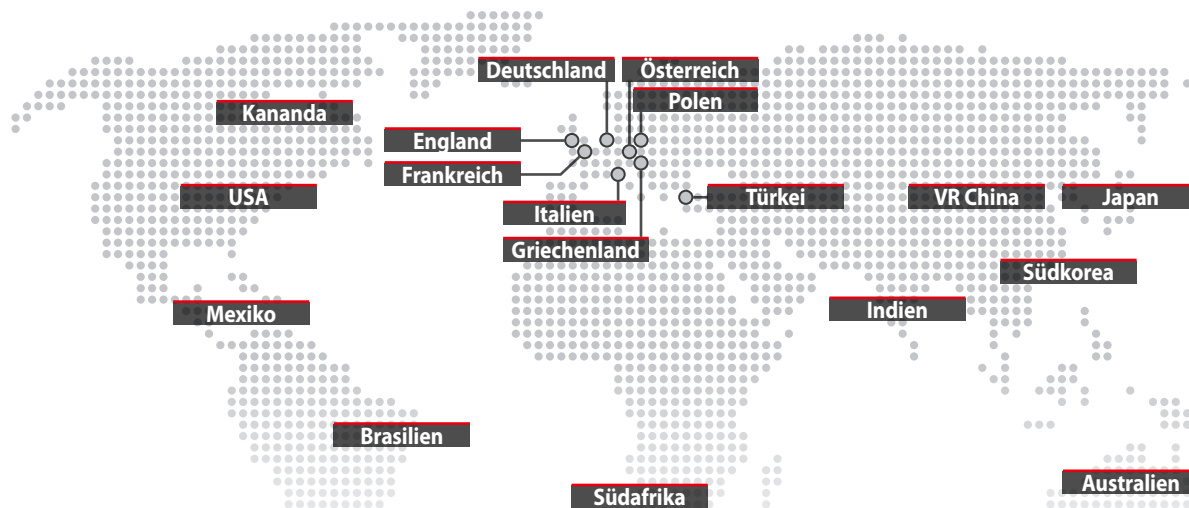 Deutschland
Österreich
Polen
Kananda
England
Frankreich
USA
Türkei
VR China
Japan
Italien
Griechenland
Südkorea
Mexiko
Indien
Brasilien
Australien
Südafrika